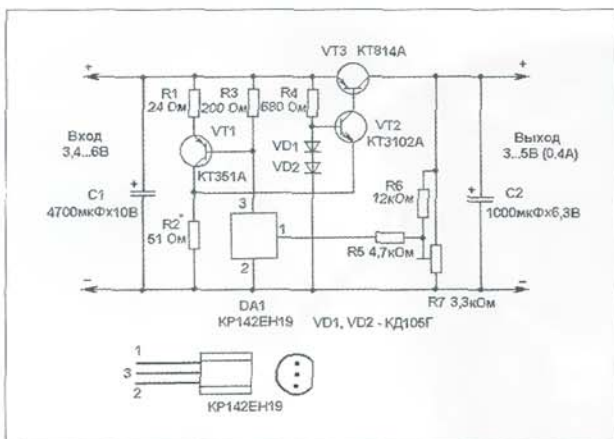 VT3 КТ814А
+
+
R1
24 Ом
R3
200 Ом
R4
680 Ом
VT1
КТ351А
VT2
КТ3102А
VD1
VD2
Вход
3,4...6В
Выход
3...5В (0,4А)
С1
+
4700мкФх10В
R2*
51 Ом
3
1
2
R6
12кОм
R5 4,7кОм
+
С2
1000мкФх6,3В
−
−
R7 3,3кОм
DA1
КР142ЕН19
VD1, VD2 - КД105Г
1
3
2
КР142ЕН19